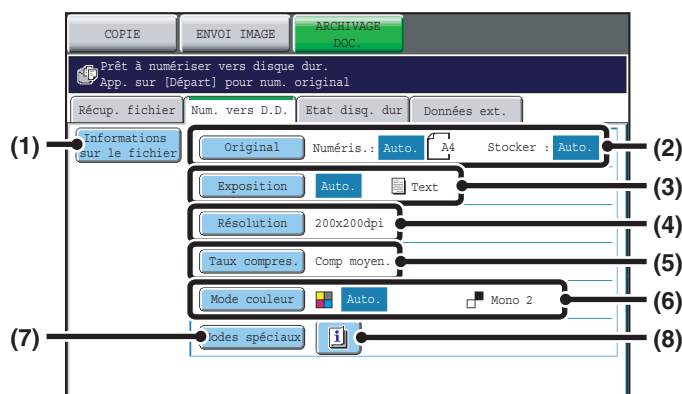 COPIE ENVOI IMAGE ARCHIVAGE DOC.
Prêt à numériser vers disque dur.
App. sur [Départ] pour num. original
Récup. fichier Num. vers D.D. Etat disq. dur Données ext.
(1) Informations sur le fichier
Original Numéris.: Auto. A4 Stocker : Auto. (2)
Exposition Auto. Text (3)
Résolution 200x200dpi (4)
Taux compres. Comp moyen. (5)
Mode couleur Auto. Mono 2 (6)
(7) Modes spéciaux (8)